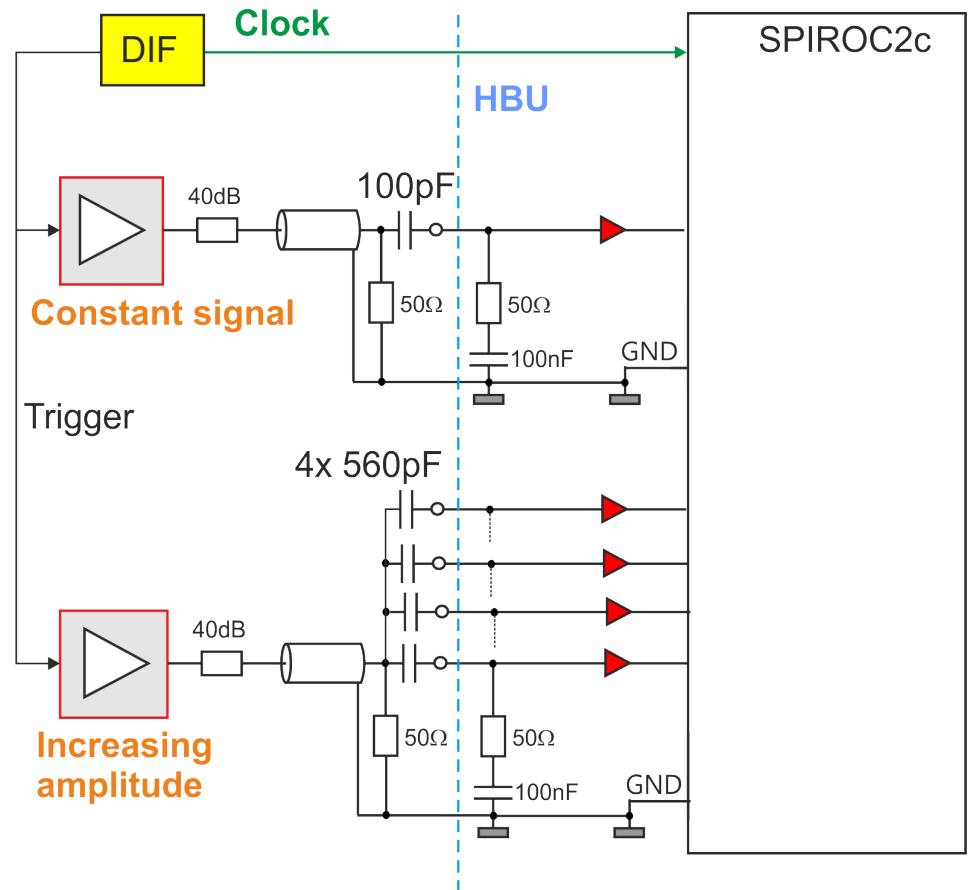 Clock
DIF
SPIROC2c
HBU
100pF
40dB
50Ω
50Ω
Constant signal
100nF
GND
Trigger
4x 560pF
40dB
50Ω
50Ω
Increasing
amplitude
100nF
GND